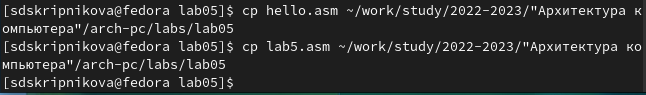 [sdskripnikova@fedora lab05]$ cp hello.asm ~/work/study/2022-2023/"Архитектура к
омпьютера"/arch-pc/labs/lab05
[sdskripnikova@fedora lab05]$ cp lab5.asm ~/work/study/2022-2023/"Архитектура ко
мпьютера"/arch-pc/labs/lab05
[sdskripnikova@fedora lab05]$